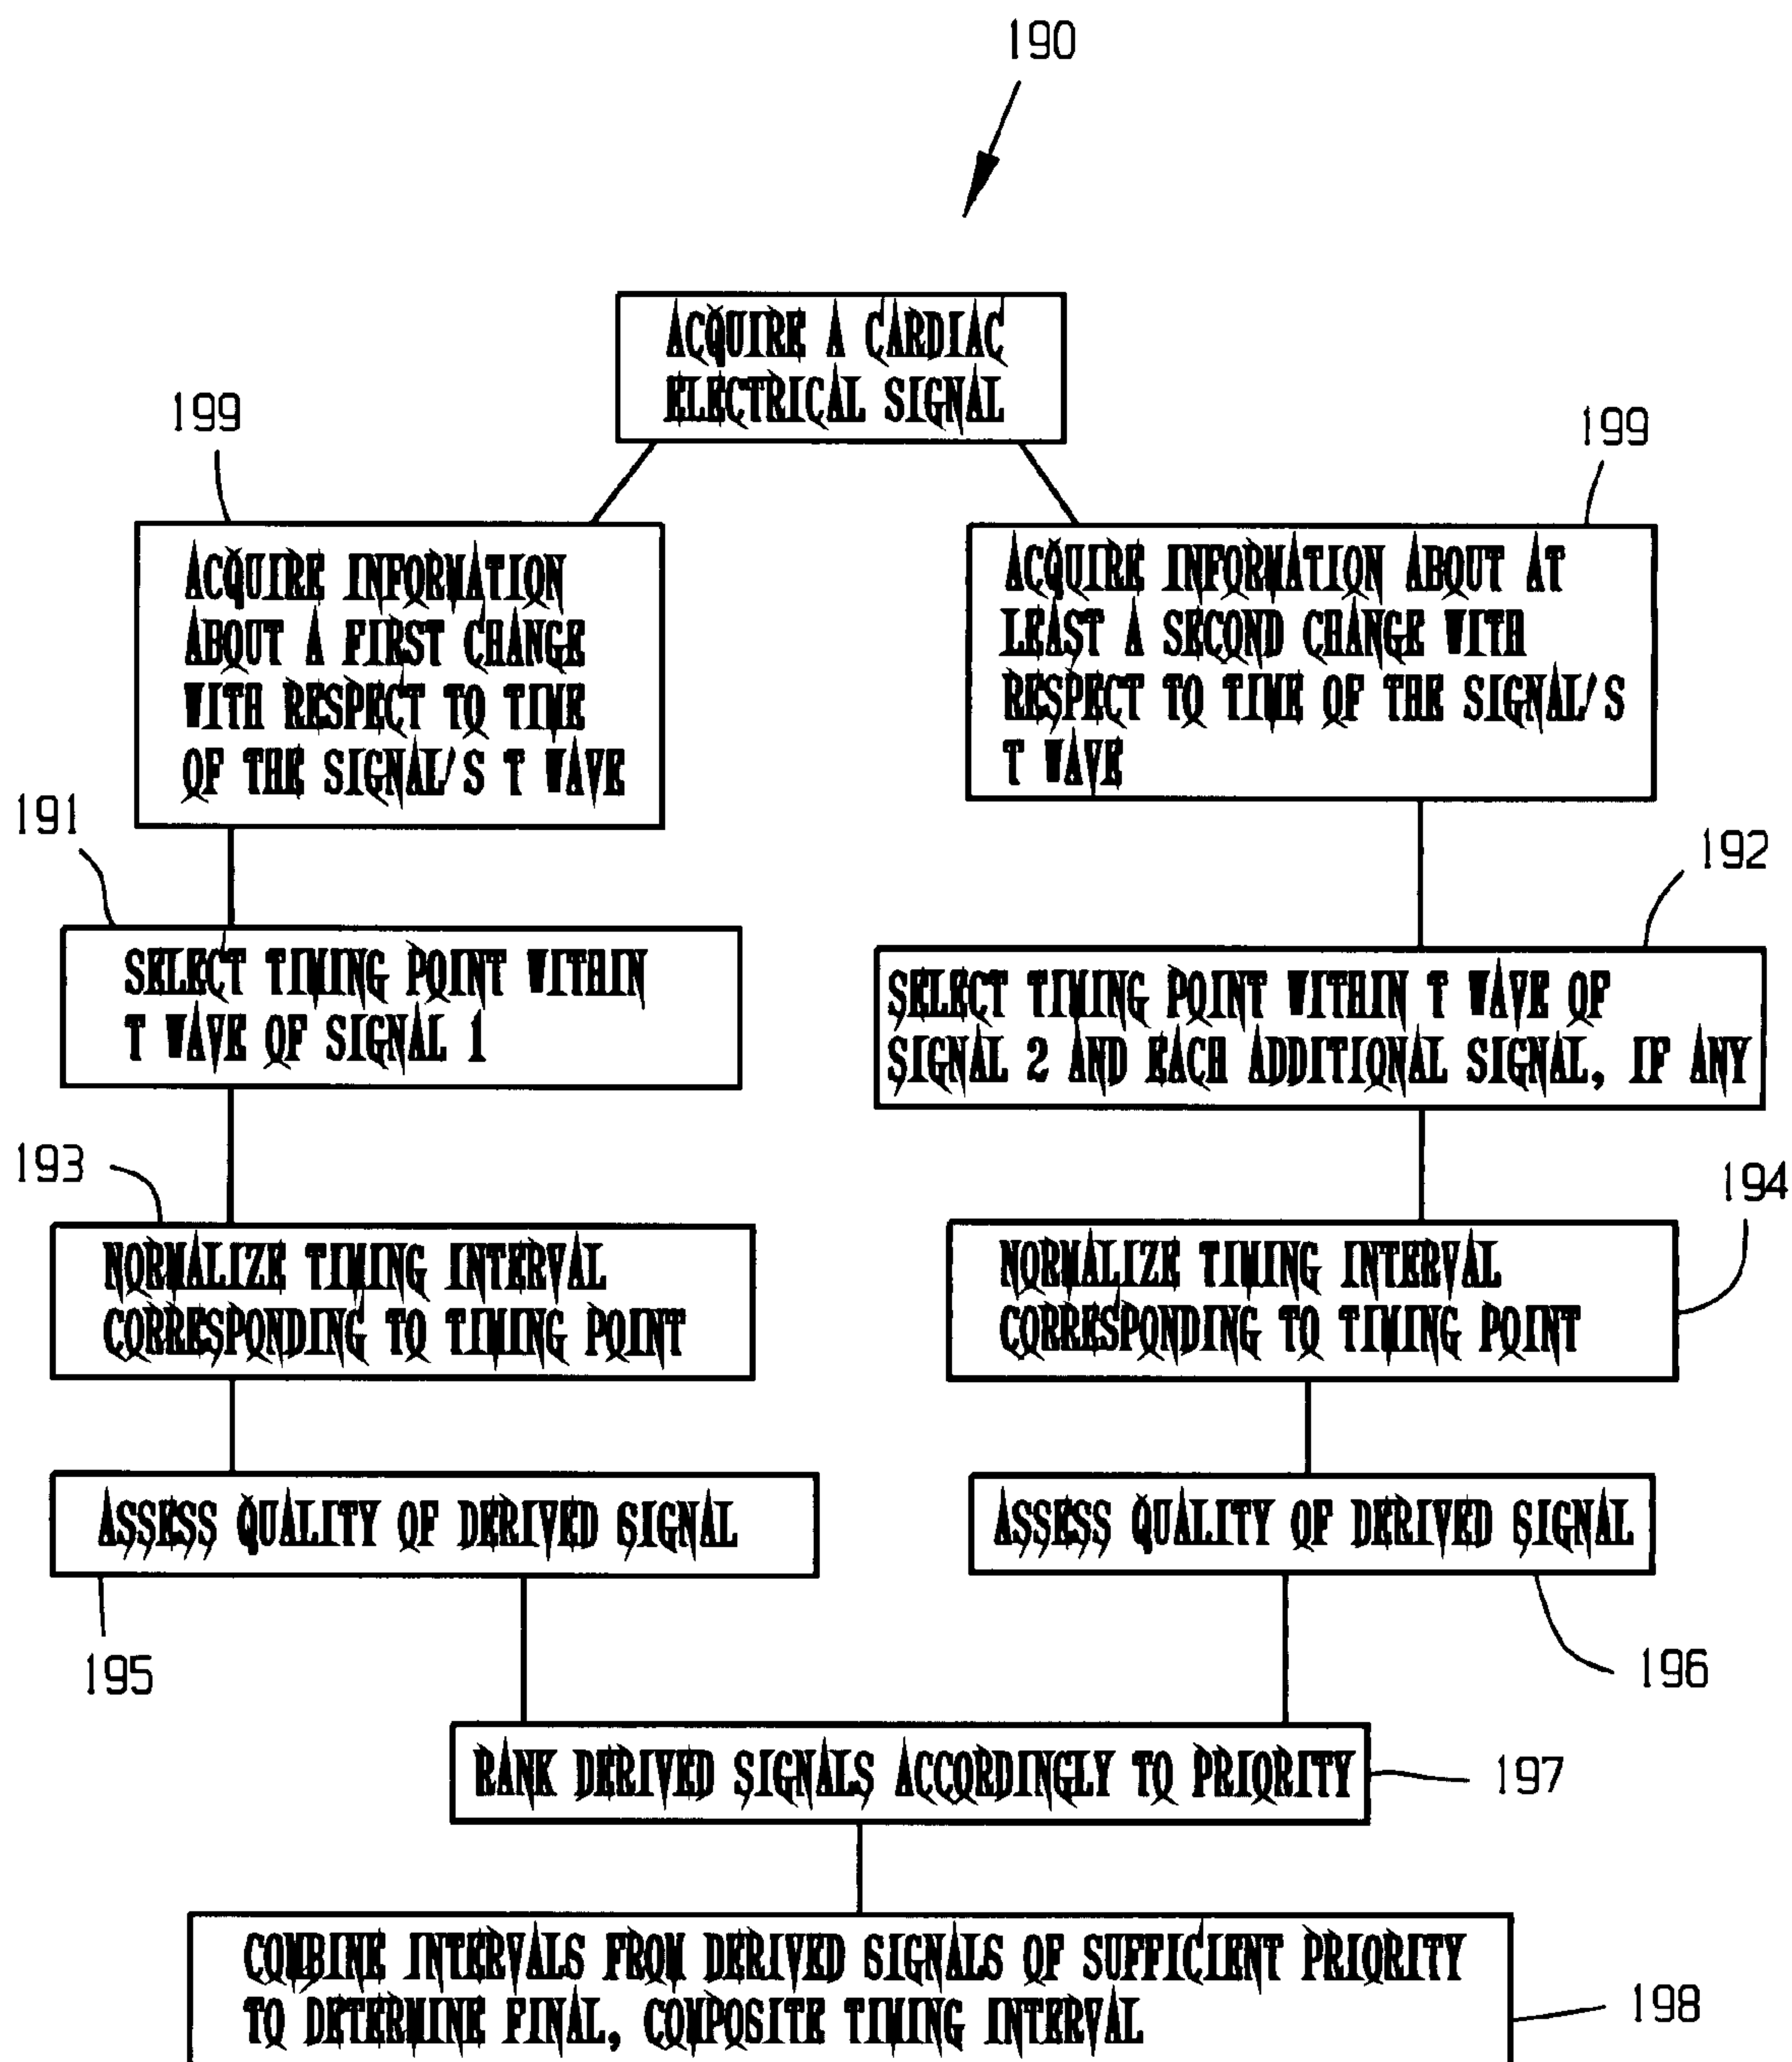 190
ACQUIRE A CARDIAC
ELECTRICAL SIGNAL
199
199
ACQUIRE INFORMATION
ABOUT A FIRST CHANGE
WITH RESPECT TO TIME
OF THE SIGNAL'S T WAVE
ACQUIRE INFORMATION ABOUT AT
LEAST A SECOND CHANGE WITH
RESPECT TO TIME OF THE SIGNAL'S
T WAVE
191
192
SELECT TIMING POINT WITHIN
T WAVE OF SIGNAL 1
SELECT TIMING POINT WITHIN T WAVE OF
SIGNAL 2 AND EACH ADDITIONAL SIGNAL, IF ANY
193
194
NORMALIZE TIMING INTERVAL
CORRESPONDING TO TIMING POINT
NORMALIZE TIMING INTERVAL
CORRESPONDING TO TIMING POINT
ASSESS QUALITY OF DERIVED SIGNAL
ASSESS QUALITY OF DERIVED SIGNAL
195
196
RANK DERIVED SIGNALS ACCORDINGLY TO PRIORITY
197
COMBINE INTERVALS FROM DERIVED SIGNALS OF SUFFICIENT PRIORITY
TO DETERMINE FINAL, COMPOSITE TIMING INTERVAL
198